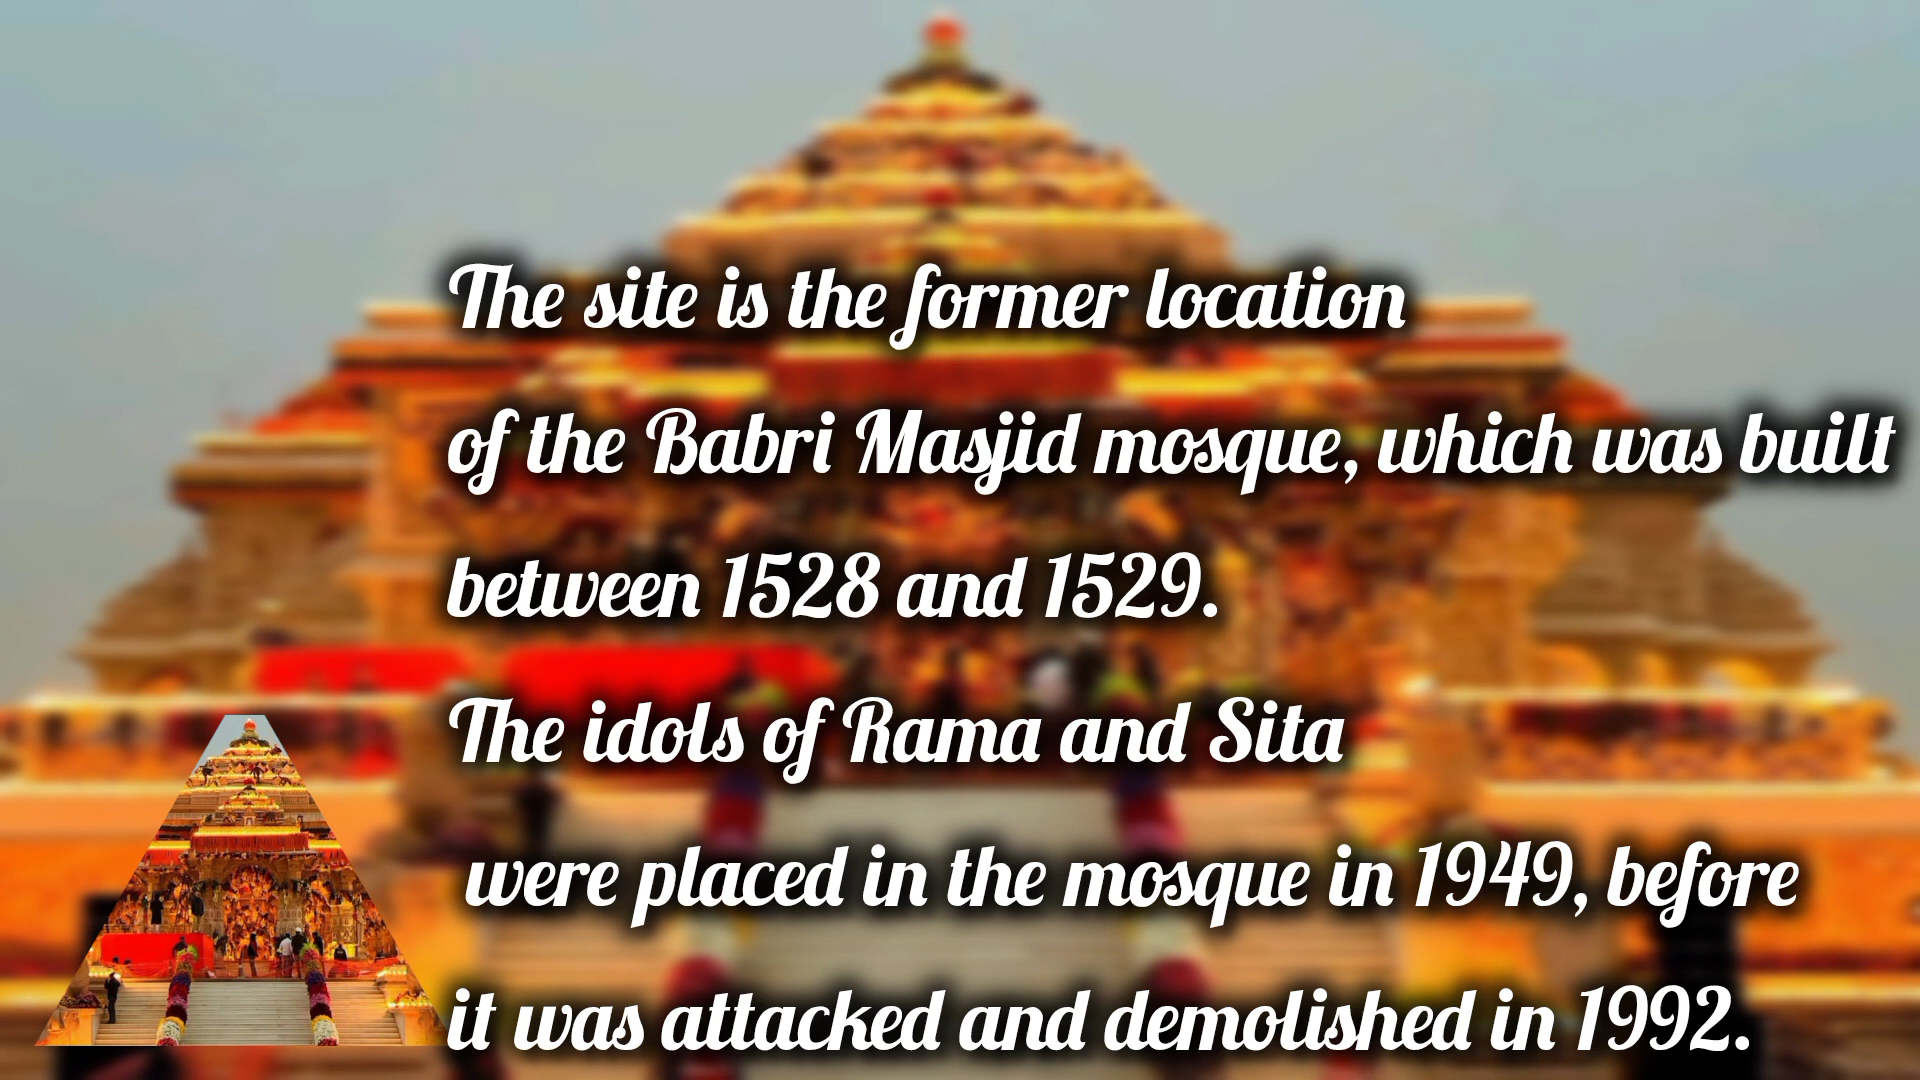 The site is the former location
of the Babri Masjid mosque, which was built
between 1528 and 1529.
The idols of Rama and Sita
were placed in the mosque in 1949, before
it was attacked and demolished in 1992.